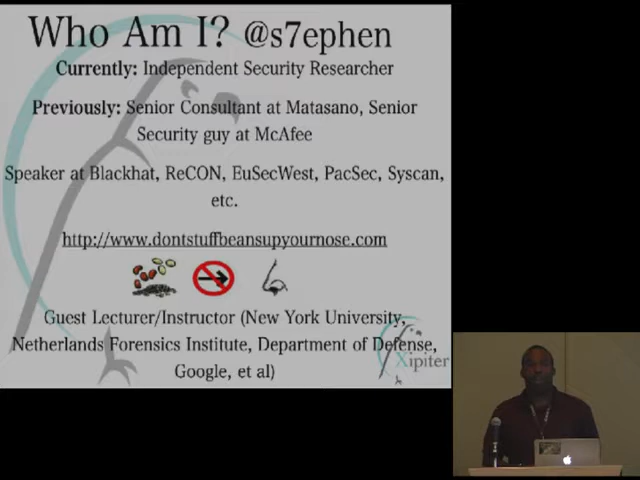 Who Am I? @s7ephen
Currently: Independent Security Researcher
Previously: Senior Consultant at Matasano, Senior
Security guy at McAfee
Speaker at Blackhat, ReCON, EuSecWest, PacSec, Syscan,
etc.
http://www.dontstuffbeansupyournose.com
Guest Lecturer/Instructor (New York University,
Netherlands Forensics Institute, Department of Defense,
Google, et al)
Xipiter